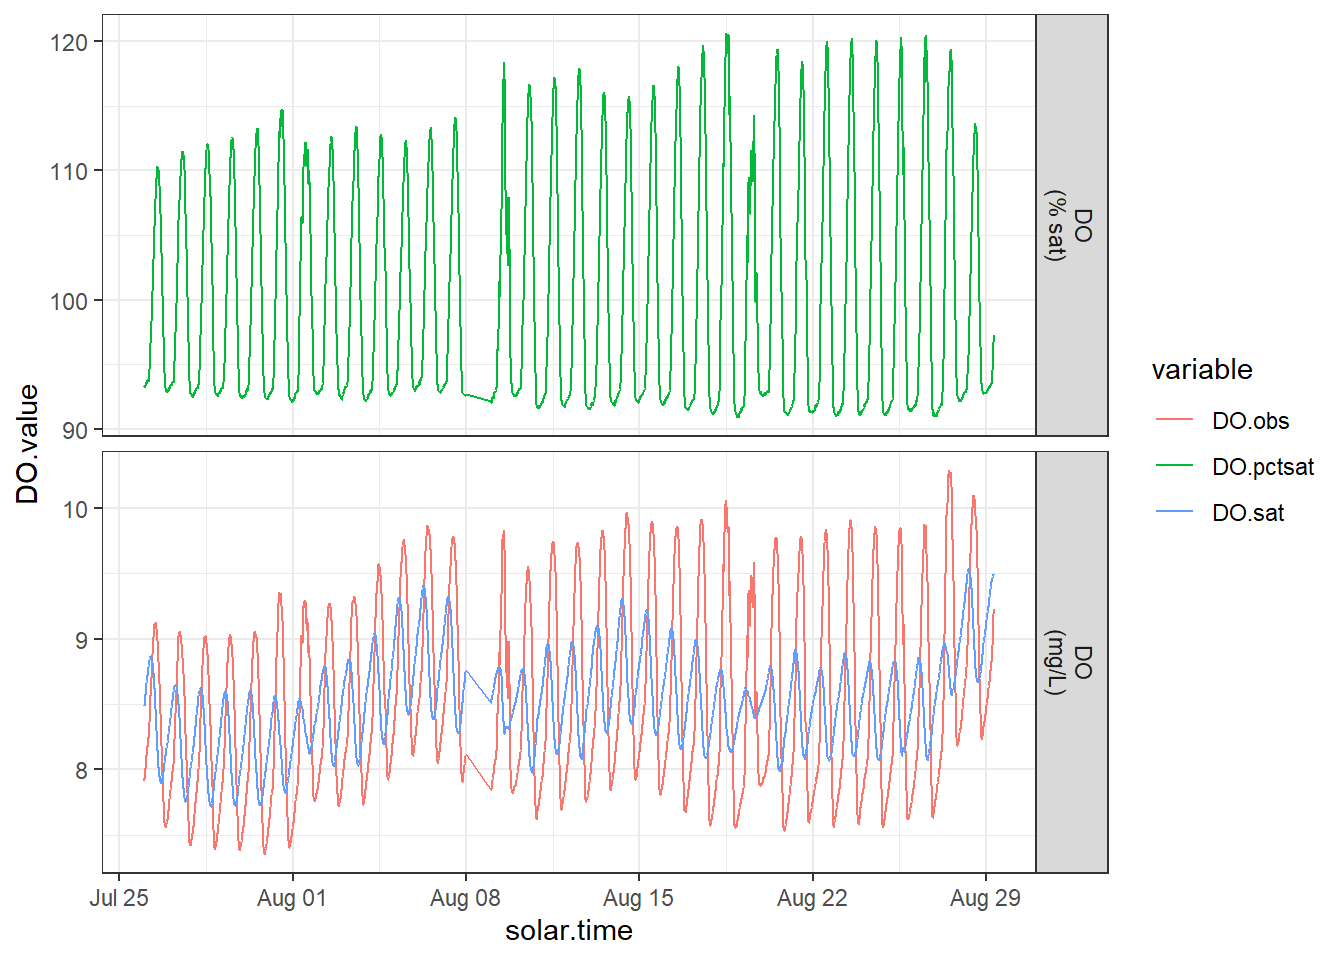 120
110
100
90
DO
(% sat)
10
9
8
DO
(mg/L)
DO.value
Jul 25
Aug 01
Aug 08
Aug 15
Aug 22
Aug 29
solar.time
variable
DO.obs
DO.pctsat
DO.sat